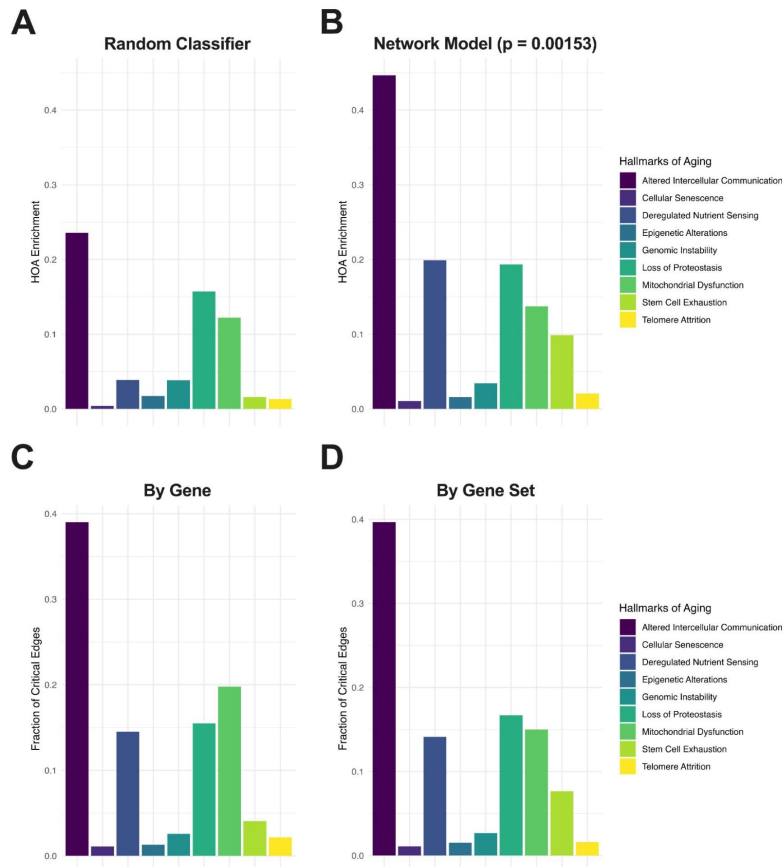 A
Random Classifier
HOA Enrichment
0.4
0.3
0.2
0.1
0.0
B
Network Model (p = 0.00153)
HOA Enrichment
0.4
0.3
0.2
0.1
0.0
Hallmarks of Aging
Altered Intercellular Communication
Cellular Senescence
Deregulated Nutrient Sensing
Epigenetic Alterations
Genomic Instability
Loss of Proteostasis
Mitochondrial Dysfunction
Stem Cell Exhaustion
Telomere Attrition
C
By Gene
Fraction of Critical Edges
0.4
0.3
0.2
0.1
0.0
D
By Gene Set
Fraction of Critical Edges
0.4
0.3
0.2
0.1
0.0
Hallmarks of Aging
Altered Intercellular Communication
Cellular Senescence
Deregulated Nutrient Sensing
Epigenetic Alterations
Genomic Instability
Loss of Proteostasis
Mitochondrial Dysfunction
Stem Cell Exhaustion
Telomere Attrition